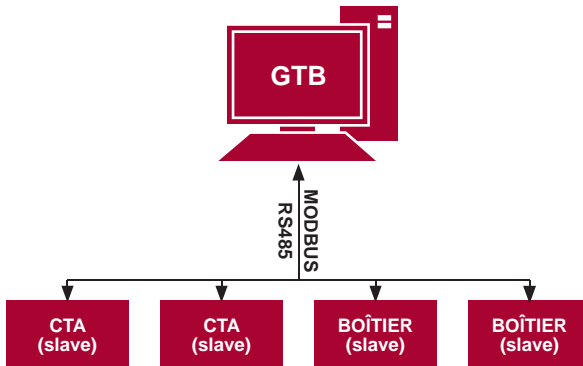 GTB
MODBUS
RS485
CTA
(slave)
CTA
(slave)
BOÎTIER
(slave)
BOÎTIER
(slave)